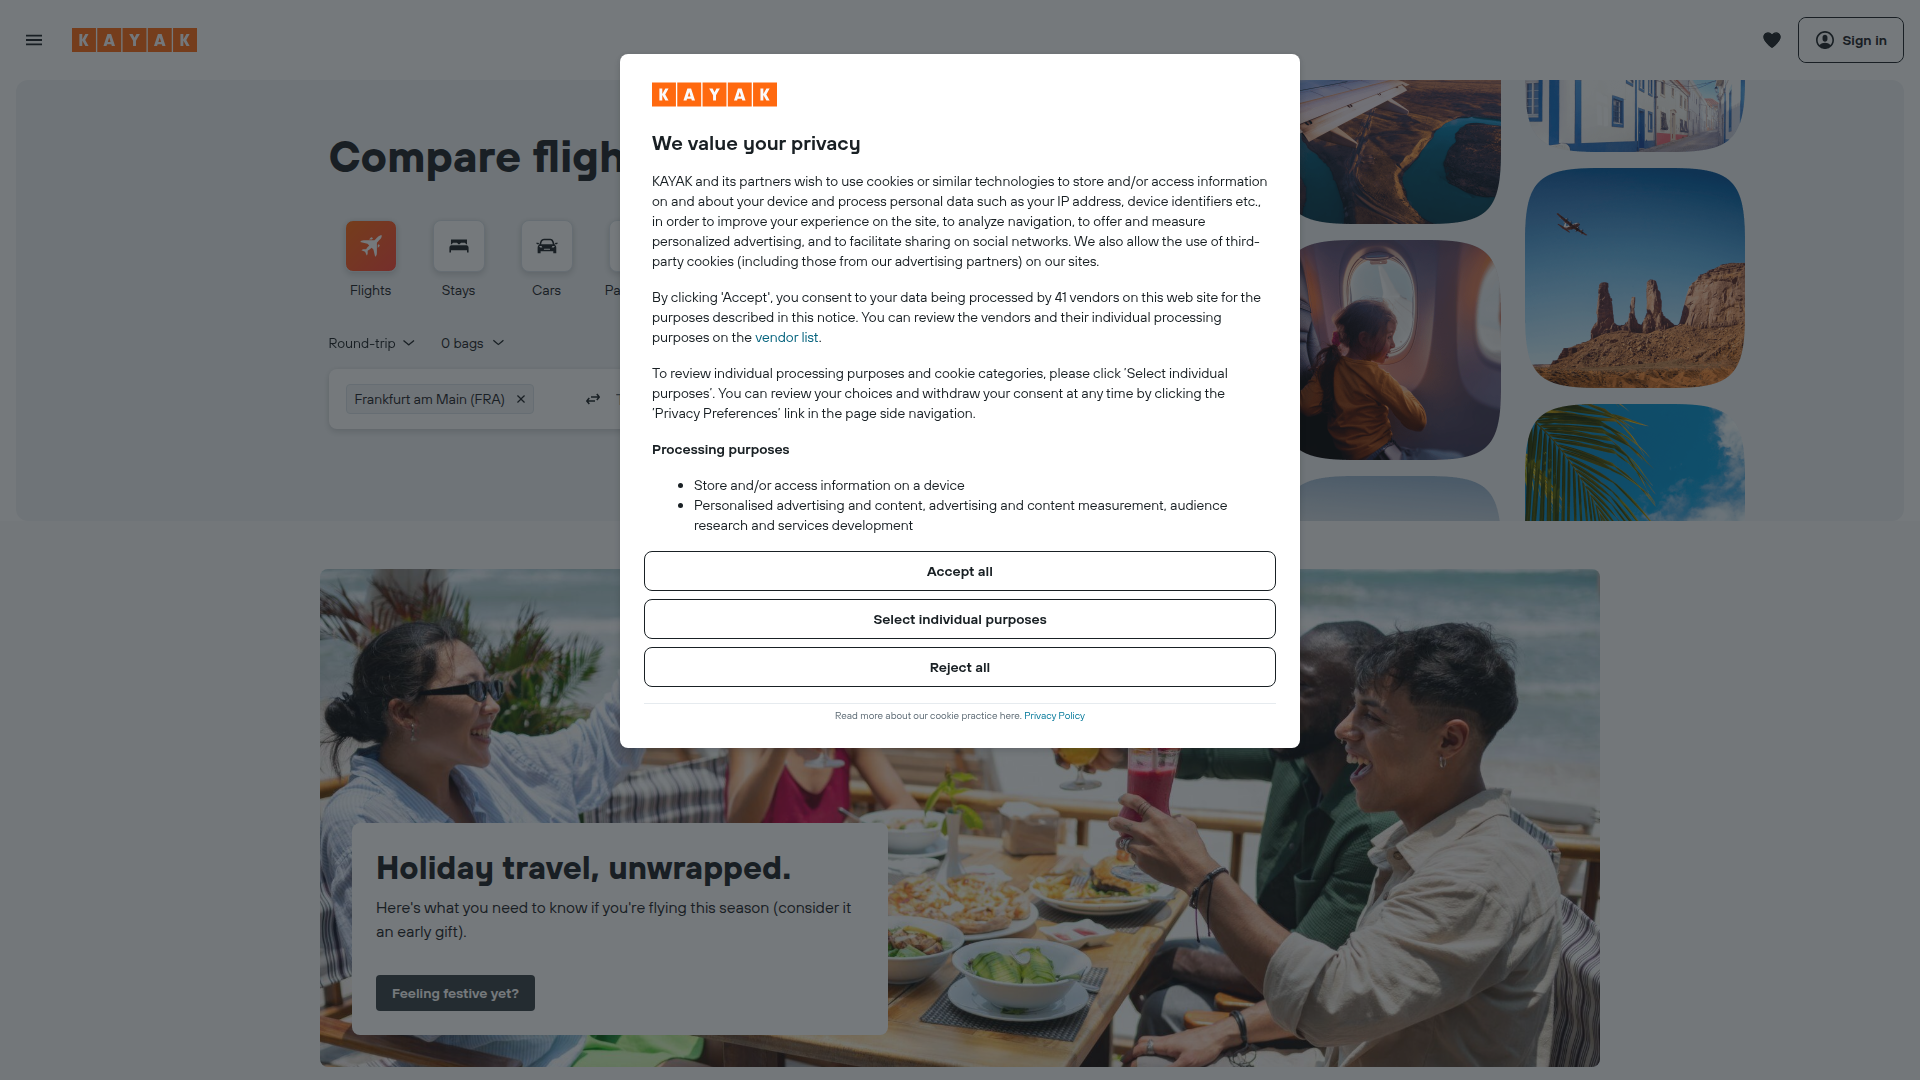 KAYAK
Sign in
KAYAK
We value your privacy
KAYAK and its partners wish to use cookies or similar technologies to store and/or access information
on and about your device and process personal data such as your IP address, device identifiers etc.,
in order to improve your experience on the site, to analyze navigation, to offer and measure
personalized advertising, and to facilitate sharing on social networks. We also allow the use of third-
party cookies (including those from our advertising partners) on our sites.
By clicking 'Accept', you consent to your data being processed by 41 vendors on this web site for the
purposes described in this notice. You can review the vendors and their individual processing
purposes on the vendor list.
To review individual processing purposes and cookie categories, please click ‘Select individual
purposes’. You can review your choices and withdraw your consent at any time by clicking the
‘Privacy Preferences’ link in the page side navigation.
Processing purposes
Store and/or access information on a device
Personalised advertising and content, advertising and content measurement, audience
research and services development
Accept all
Select individual purposes
Reject all
Read more about our cookie practice here. Privacy Policy
Compare
Flights
Stays
Cars
Round-trip
0 bags
Frankfurt am Main (FRA)
Holiday travel, unwrapped.
Here's what you need to know if you're flying this season (consider it
an early gift).
Feeling festive yet?